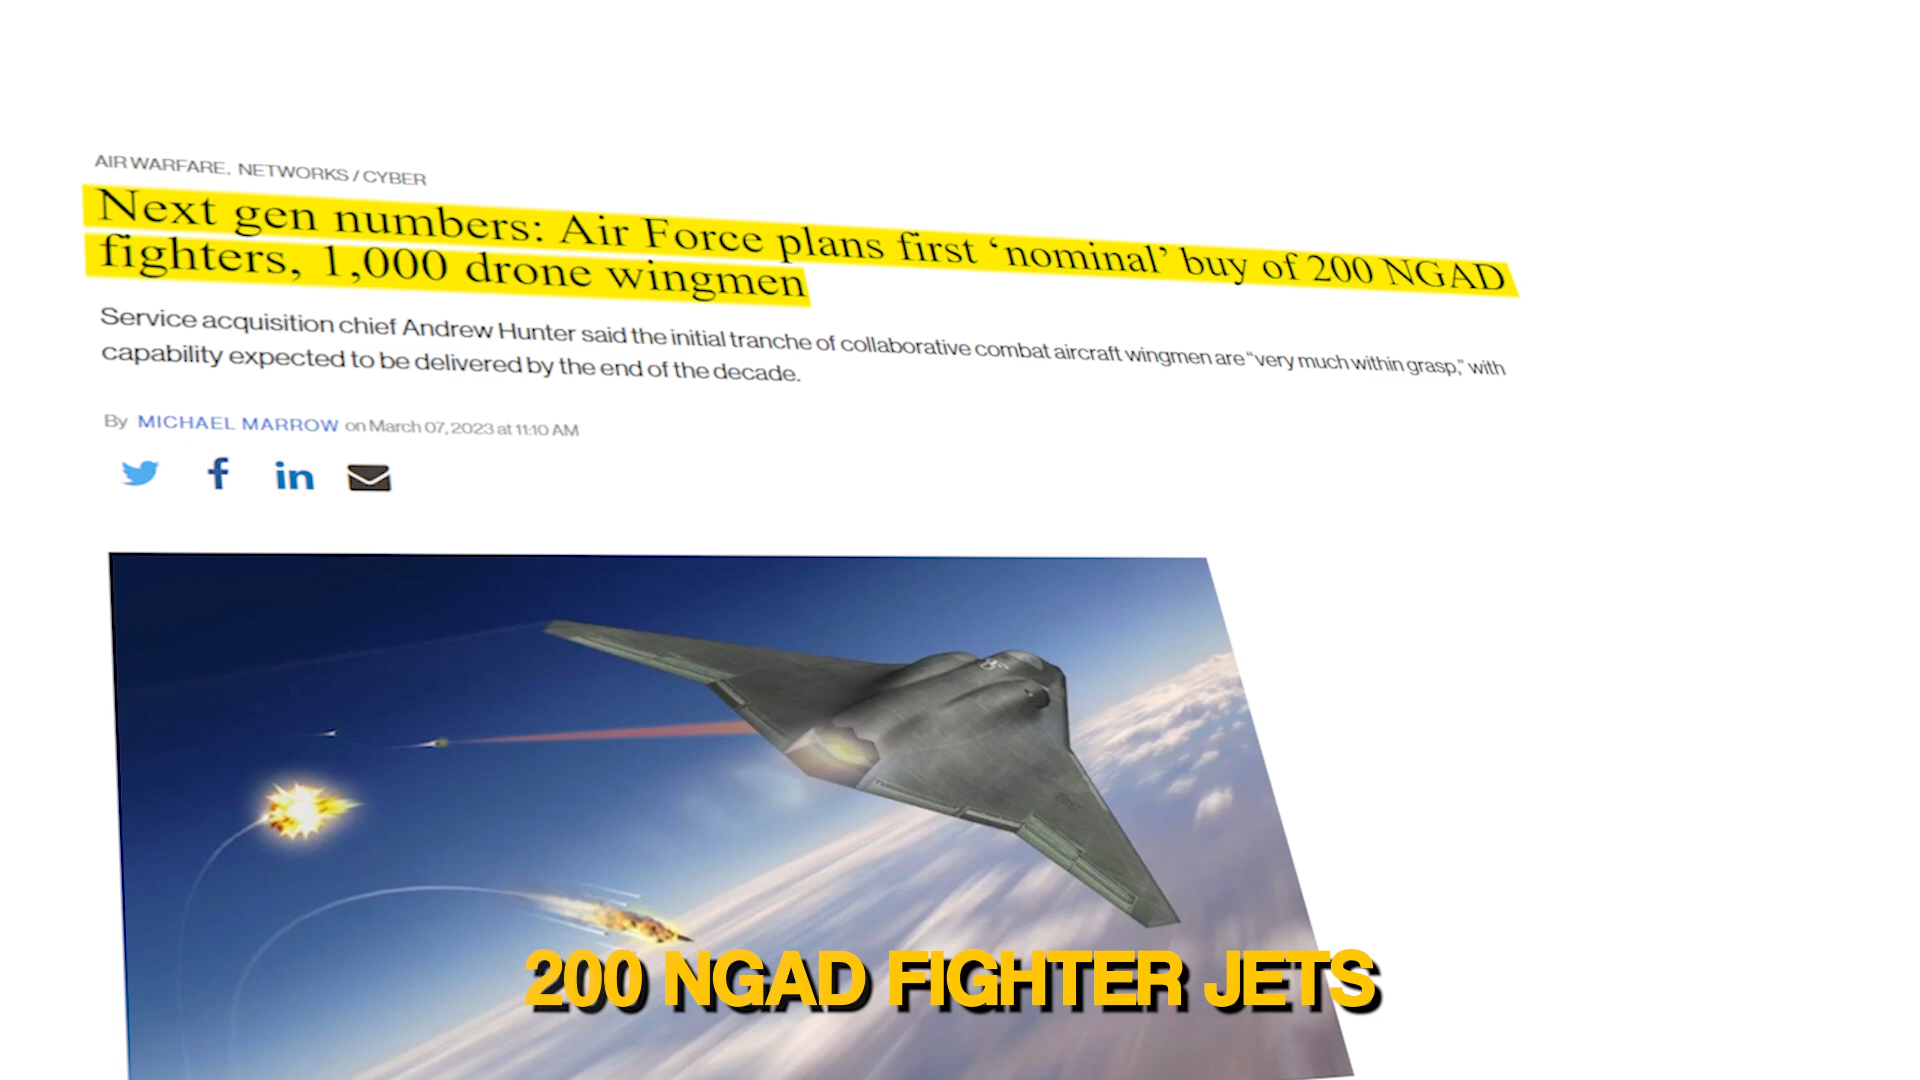 AIR WARFARE, NETWORKS / CYBER
Next gen numbers: Air Force plans first ‘nominal’ buy of 200 NGAD
fighters, 1,000 drone wingmen
Service acquisition chief Andrew Hunter said the initial tranche of collaborative combat aircraft wingmen are “very much within grasp,” with
capability expected to be delivered by the end of the decade.
By MICHAEL MARROW on March 07, 2023 at 11:10 AM
f in
200 NGAD FIGHTER JETS